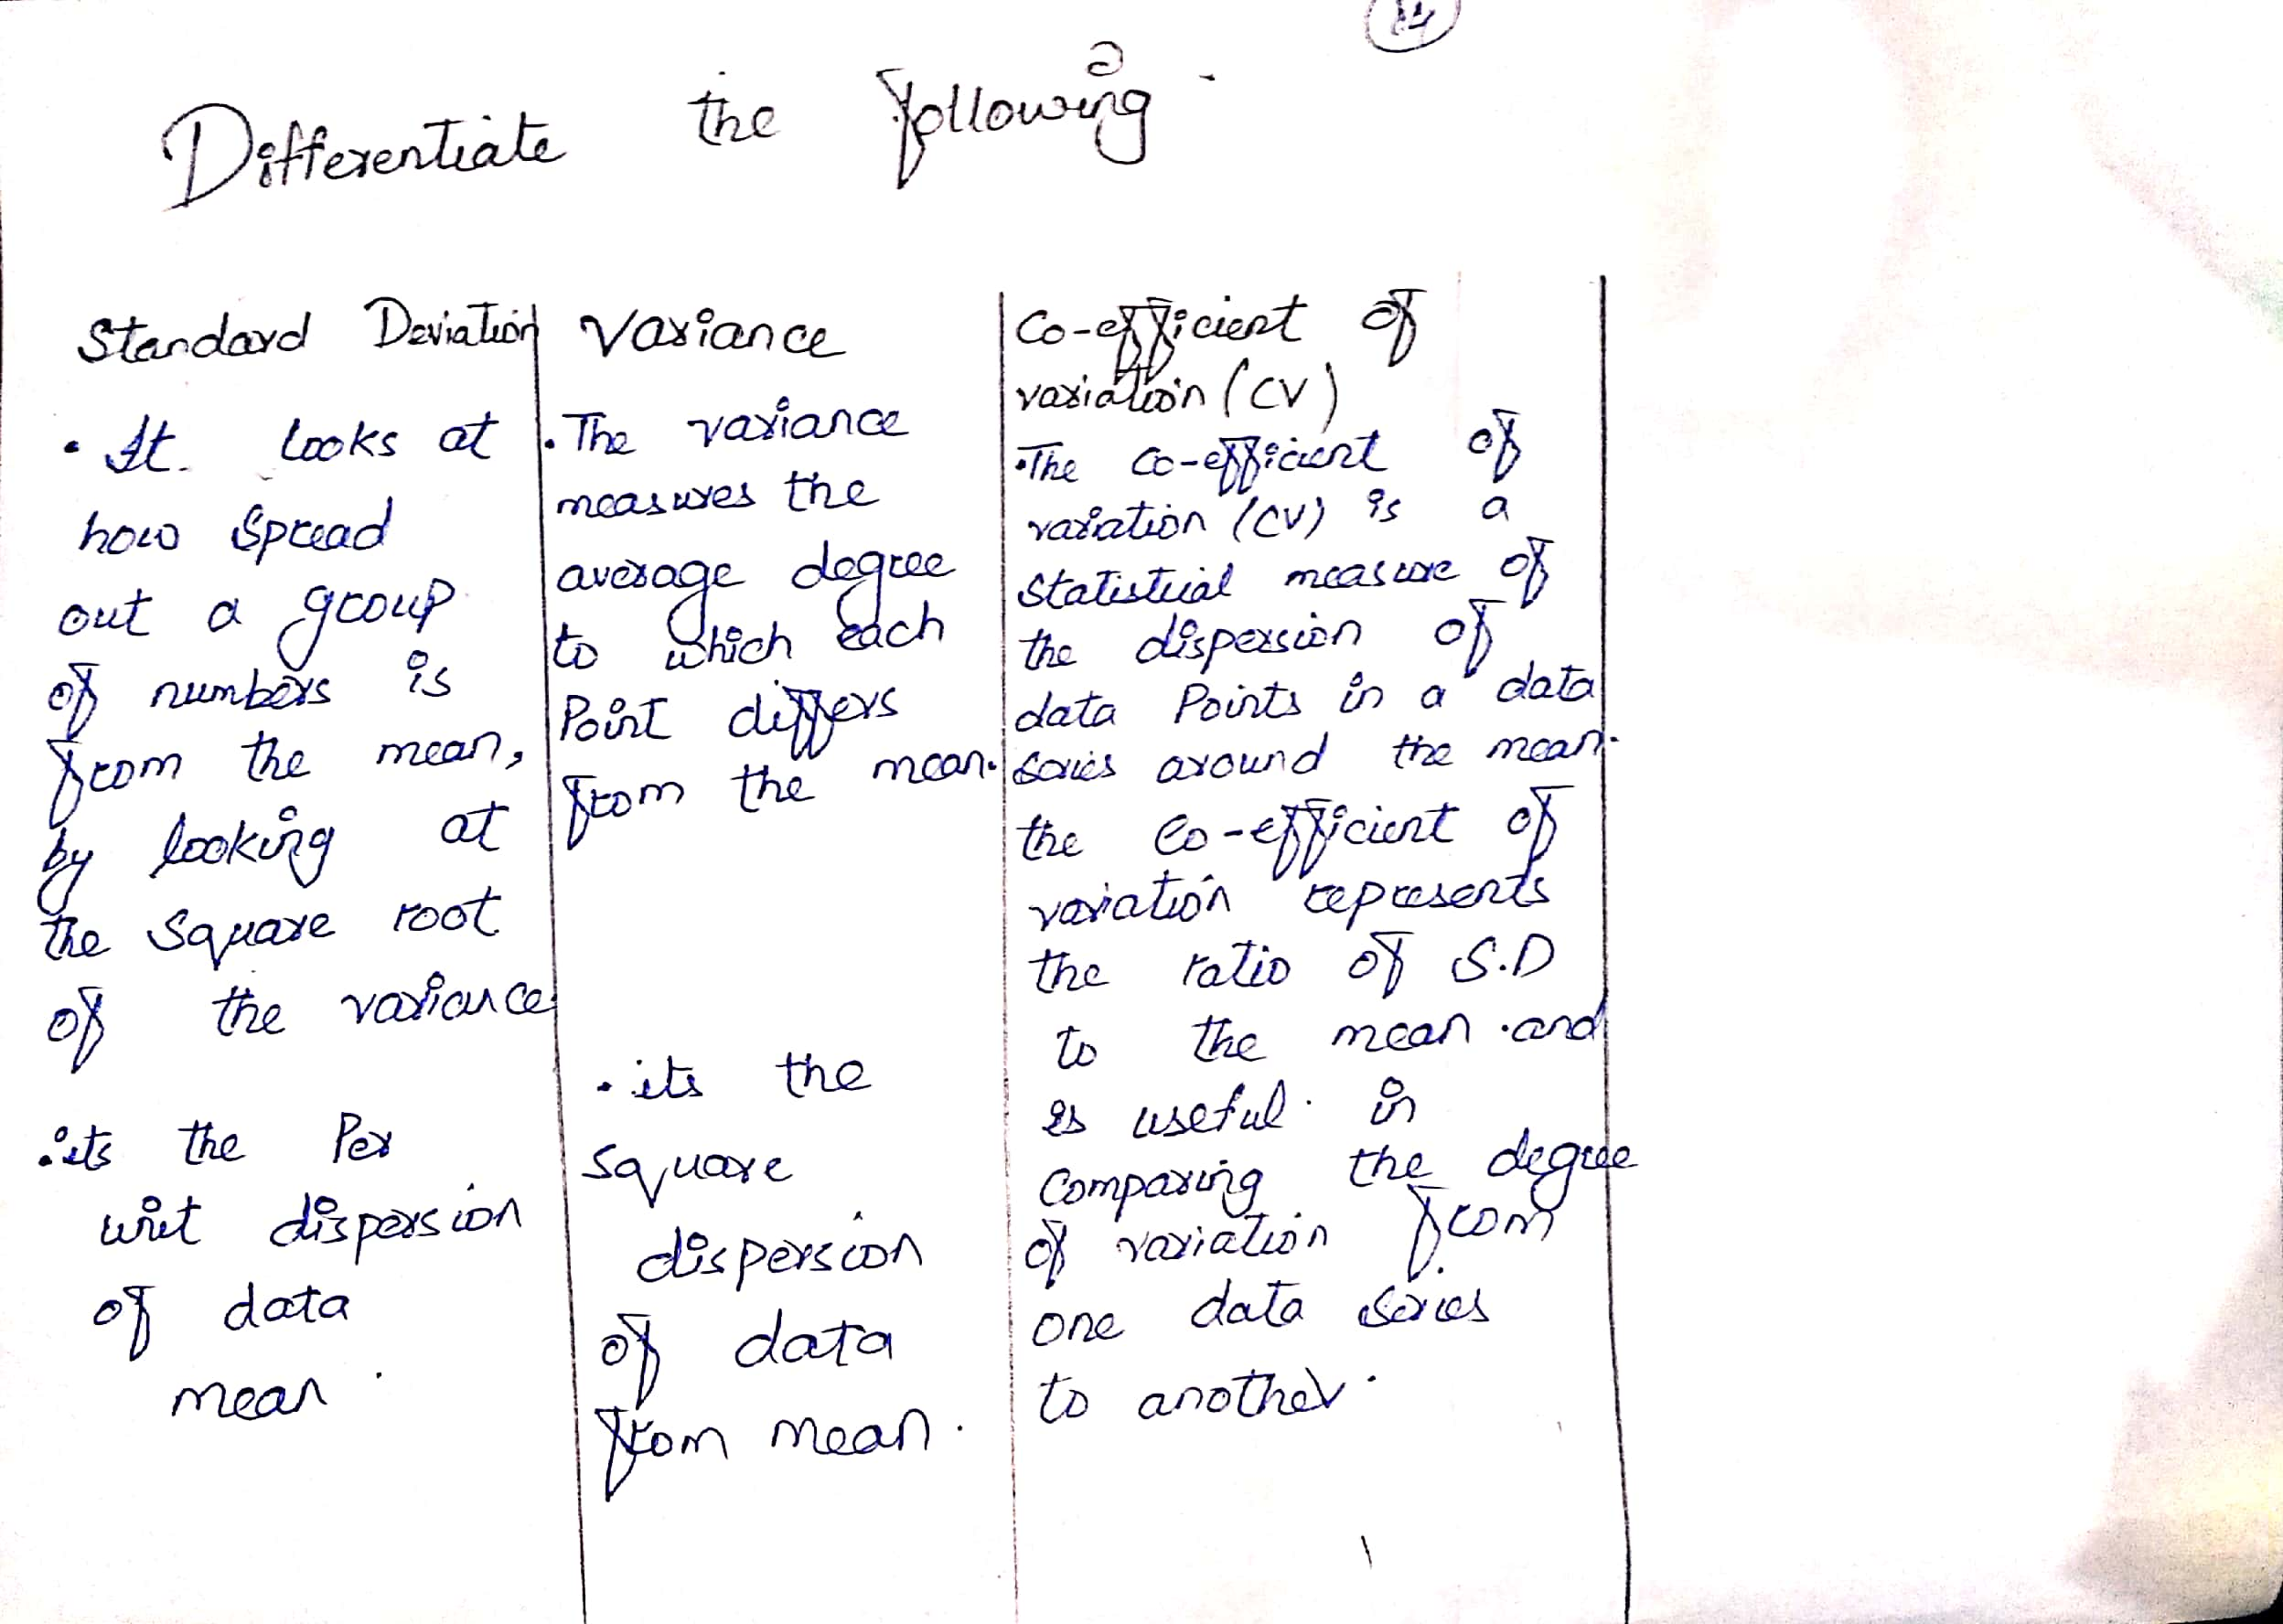 Differentiate the following
Standard Deviation
• It looks at
how spread
out a group
of numbers is
from the mean,
by looking at
the square root
of the variance.
• its the Per
unit dispersion
of data
mean.
Variance
• The variance
measures the
average degree
to which each
Point differs
from the mean.
• its the
square
dispersion
of data
from mean.
Co-efficient of
variation (CV)
• The co-efficient of
variation (CV) is a
statistical measure of
the dispersion of
data Points in a data
series around the mean.
the Co-efficient of
variation represents
the ratio of S.D
to the mean and
is useful in
Comparing the degree
of variation from
one data series
to another.